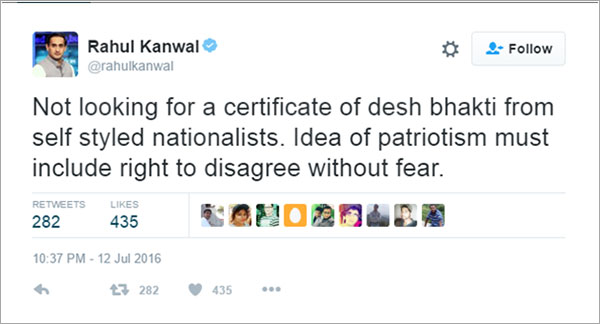 Rahul Kanwal
@rahulkanwal
Follow
Not looking for a certificate of desh bhakti from
self styled nationalists. Idea of patriotism must
include right to disagree without fear.
RETWEETS LIKES
282 435
10:37 PM - 12 Jul 2016
282 435